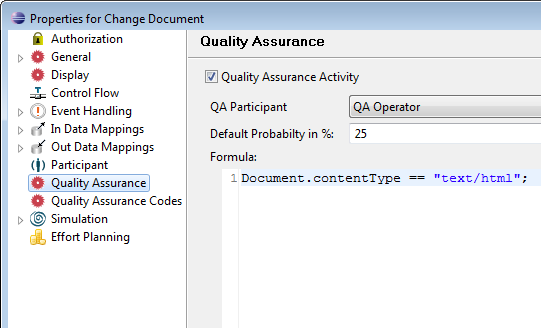 Properties for Change Document
Authorization
General
Display
Control Flow
Event Handling
In Data Mappings
Out Data Mappings
Participant
Quality Assurance
Quality Assurance Codes
Simulation
Effort Planning
Quality Assurance
Quality Assurance Activity
QA Participant QA Operator
Default Probabilty in %: 25
Formula:
1 Document.contentType == "text/html";